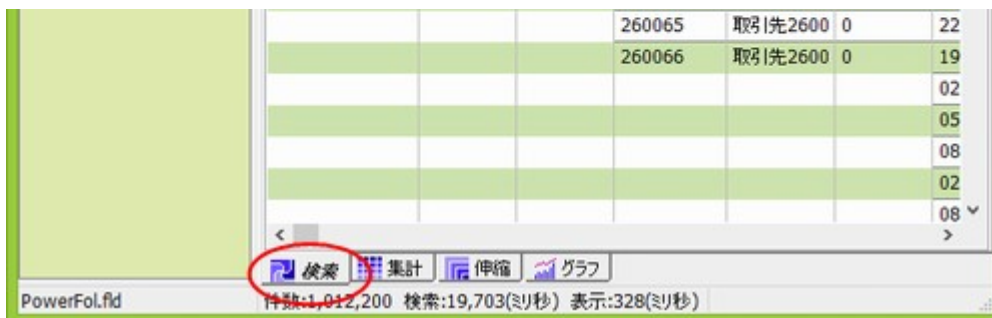 260065 取引先2600 0 22
260066 取引先2600 0 19
02
05
08
02
08
検索 集計 伸縮 グラフ
PowerFol.fld 件数:1,012,200 検索:19,703(ミリ秒) 表示:328(ミリ秒)